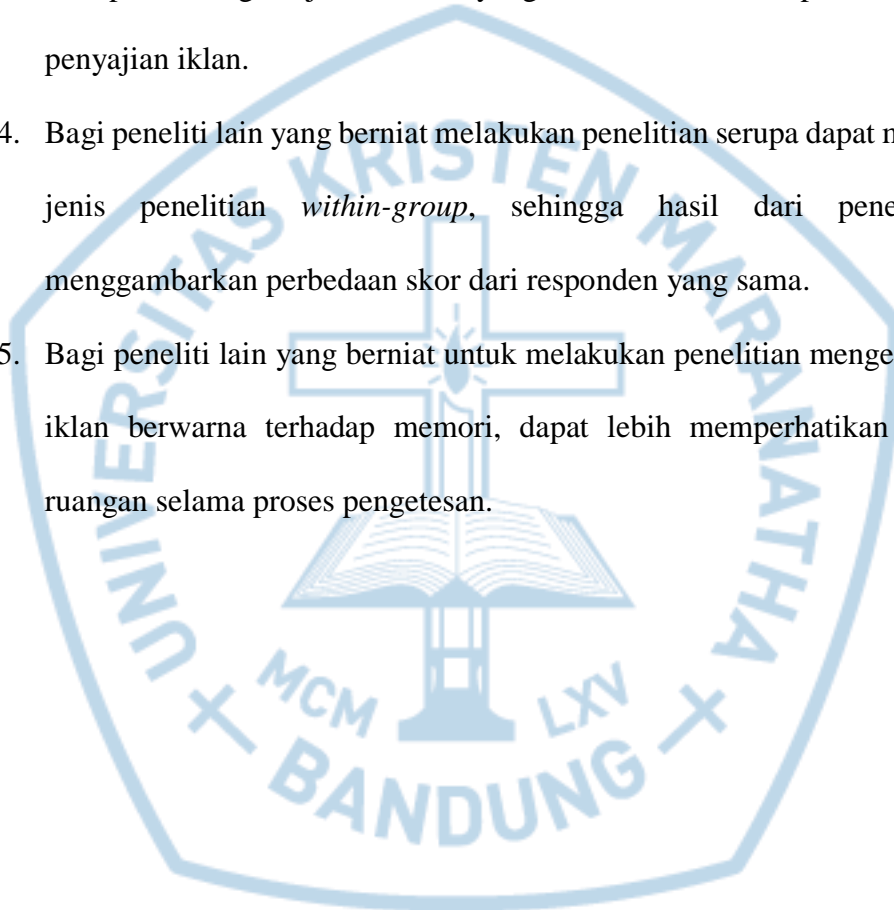 penyajian iklan.
4. Bagi peneliti lain yang berniat melakukan penelitian serupa dapat
jenis penelitian within-group, sehingga hasil dari
menggambarkan perbedaan skor dari responden yang sama.
5. Bagi peneliti lain yang berniat untuk melakukan penelitian
iklan berwarna terhadap memori, dapat lebih memperhatikan
ruangan selama proses pengetesan.
UNIVERSITAS KRISTEN MARANATHA
MCM LXV
BANDUNG